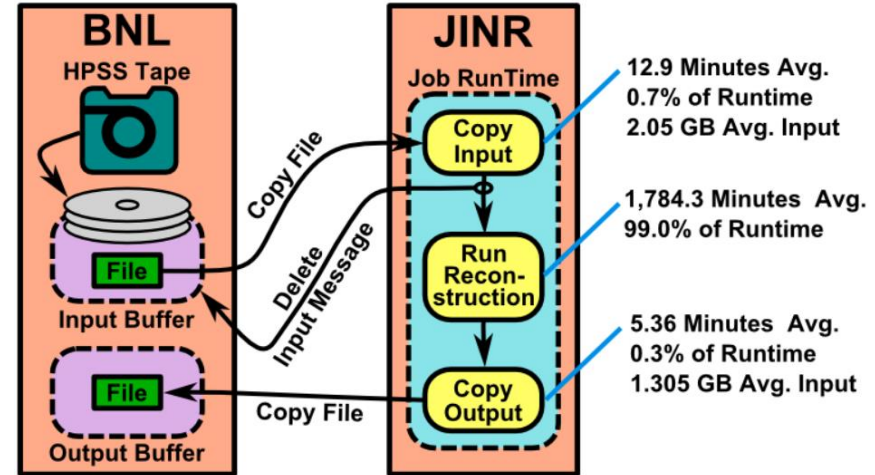 BNL
HPSS Tape
File
Input Buffer
File
Output Buffer
Copy File
Delete
Input Message
Copy File
JINR
Job RunTime
Copy
Input
Run
Recon-
struction
Copy
Output
12.9 Minutes Avg.
0.7% of Runtime
2.05 GB Avg. Input
1,784.3 Minutes Avg.
99.0% of Runtime
5.36 Minutes Avg.
0.3% of Runtime
1.305 GB Avg. Input